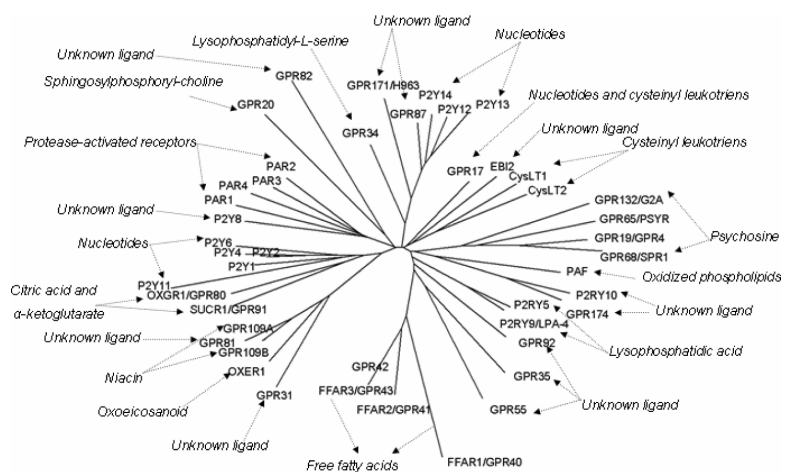 Unknown ligand
Lysophosphatidyl-L-serine
Nucleotides
Unknown ligand
GPR82
GPR171/H963
P2Y14
Sphingosylphosphoryl-choline
GPR20
GPR87
P2Y12
P2Y13
Nucleotides and cysteinyl leukotriens
GPR34
Unknown ligand
Protease-activated receptors
PAR2
GPR17
EBI2
Cysteinyl leukotriens
PAR3
CysLT1
PAR4
CysLT2
PAR1
GPR132/G2A
Unknown ligand
P2Y8
GPR65/PSYR
Nucleotides
P2Y6
GPR19/GPR4
Psychosine
P2Y4
P2Y2
GPR68/SPR1
P2Y1
PAF
Oxidized phospholipids
P2Y11
Citric acid and
α-ketoglutarate
OXGR1/GPR80
P2RY10
SUCR1/GPR91
P2RY5
GPR174
Unknown ligand
GPR109A
P2RY9/LPA-4
Unknown ligand
GPR81
GPR92
Lysophosphatidic acid
GPR109B
Niacin
OXER1
GPR42
GPR35
FFAR3/GPR43
Oxoeicosanoid
GPR31
FFAR2/GPR41
GPR55
Unknown ligand
Unknown ligand
Free fatty acids
FFAR1/GPR40